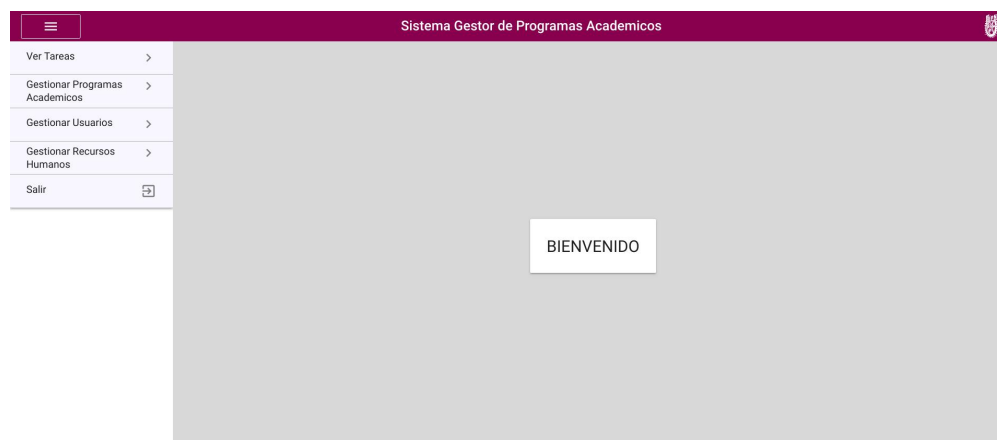 Sistema Gestor de Programas Academicos
Ver Tareas
Gestionar Programas
Academicos
Gestionar Usuarios
Gestionar Recursos
Humanos
Salir
BIENVENIDO